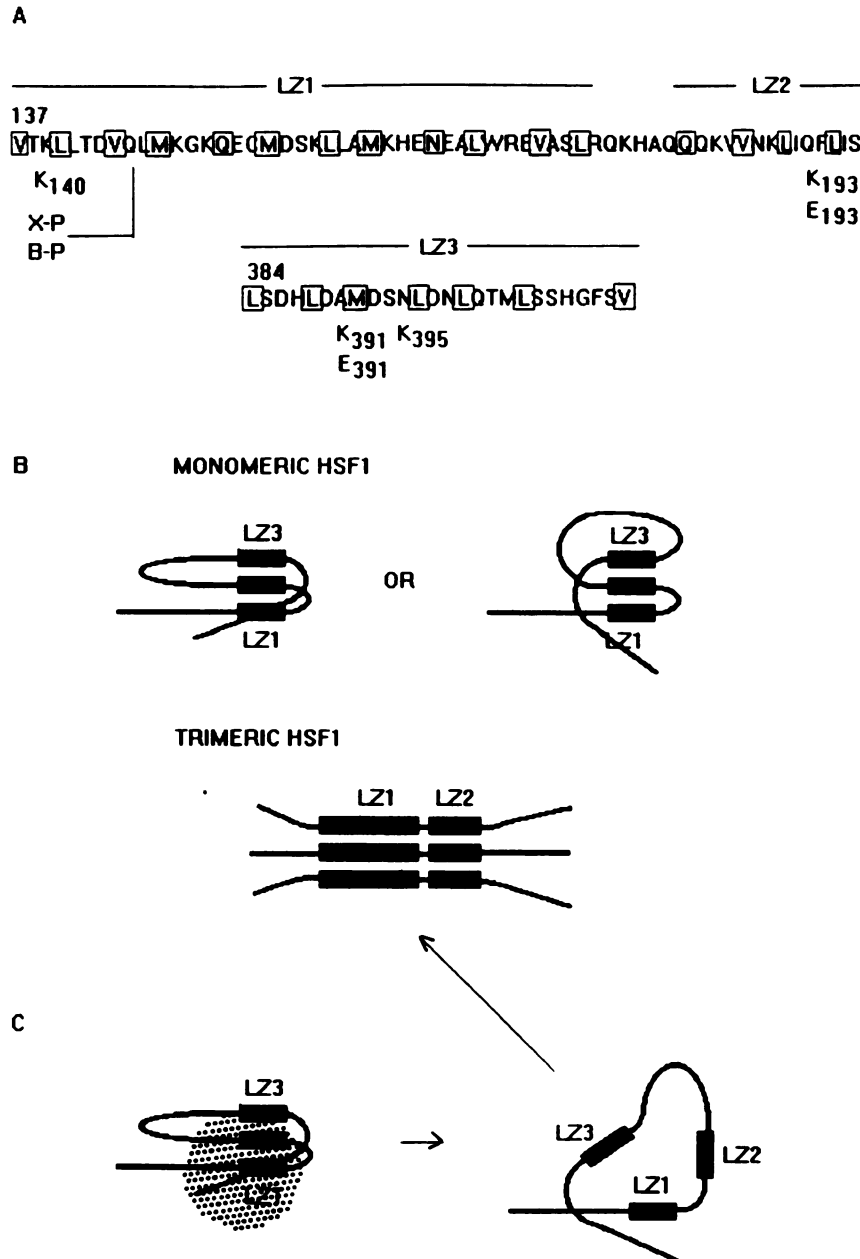 A
LZ1 LZ2
137
VTKLLTDVQLMKGKQECMDSKLLAMKHENEALWREVASLRQKHAQQQKVVNKLIQFLIS
K140 K193
X-P E193
B-P
LZ3
384
LSDHLDAMDSNLDNLQTMLSSHGFSV
K391 K395
E391
B MONOMERIC HSF1
LZ3 LZ3
OR
LZ1 LZ1
TRIMERIC HSF1
LZ1 LZ2
C
LZ3
LZ3 LZ2
LZ1